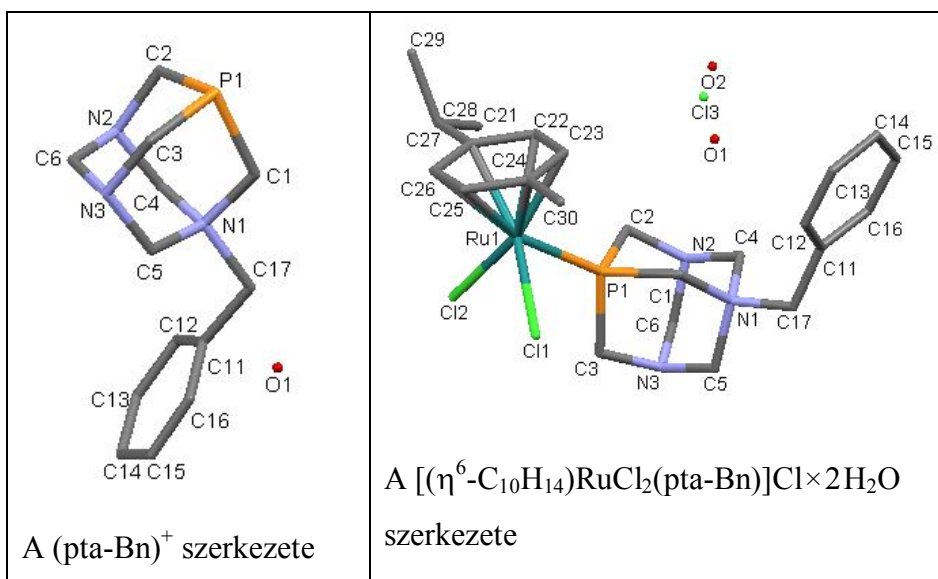 C2
P1
N2
C6
C3
C1
N3
C4
N1
C5
C17
C12
C11
O1
C13
C16
C14
C15
A (pta-Bn)⁺ szerkezete
C29
O2
Cl3
C28
C21
C22
C14
C27
C23
C15
O1
C24
C26
C13
C25
C30
C2
C16
Ru1
N2
C4
C12
C11
P1
C1
N1
Cl2
C6
C17
Cl1
C3
N3
C5
A [(η⁶-C₁₀H₁₄)RuCl₂(pta-Bn)]Cl×2H₂O
szerkezete